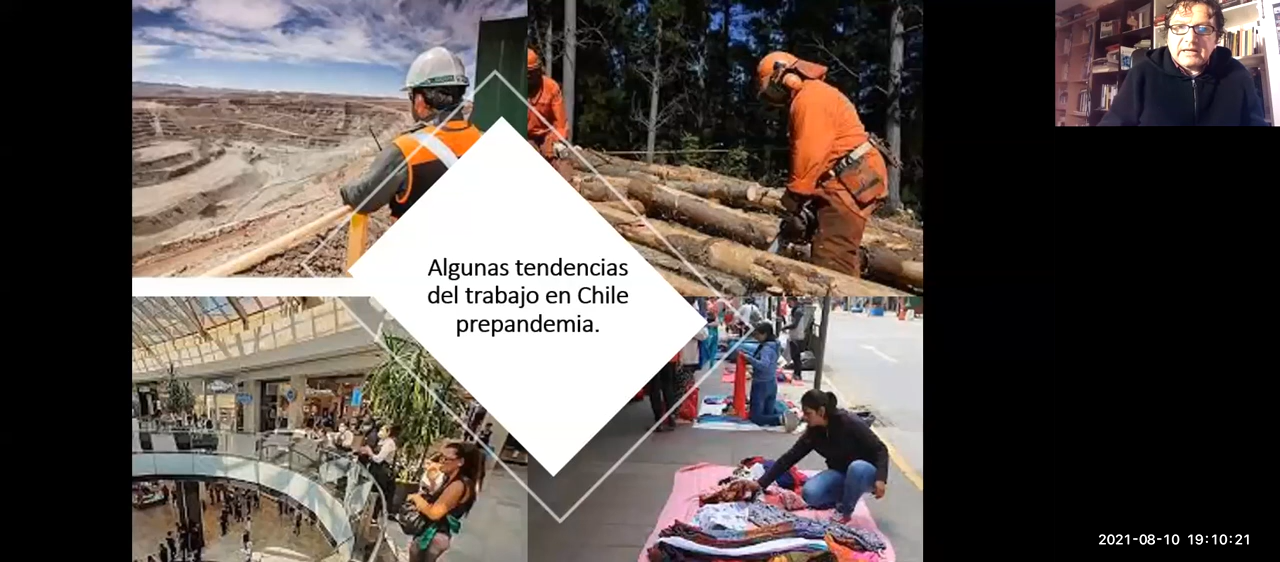 Algunas tendencias
del trabajo en Chile
prepandemia.
2021-08-10 19:10:21